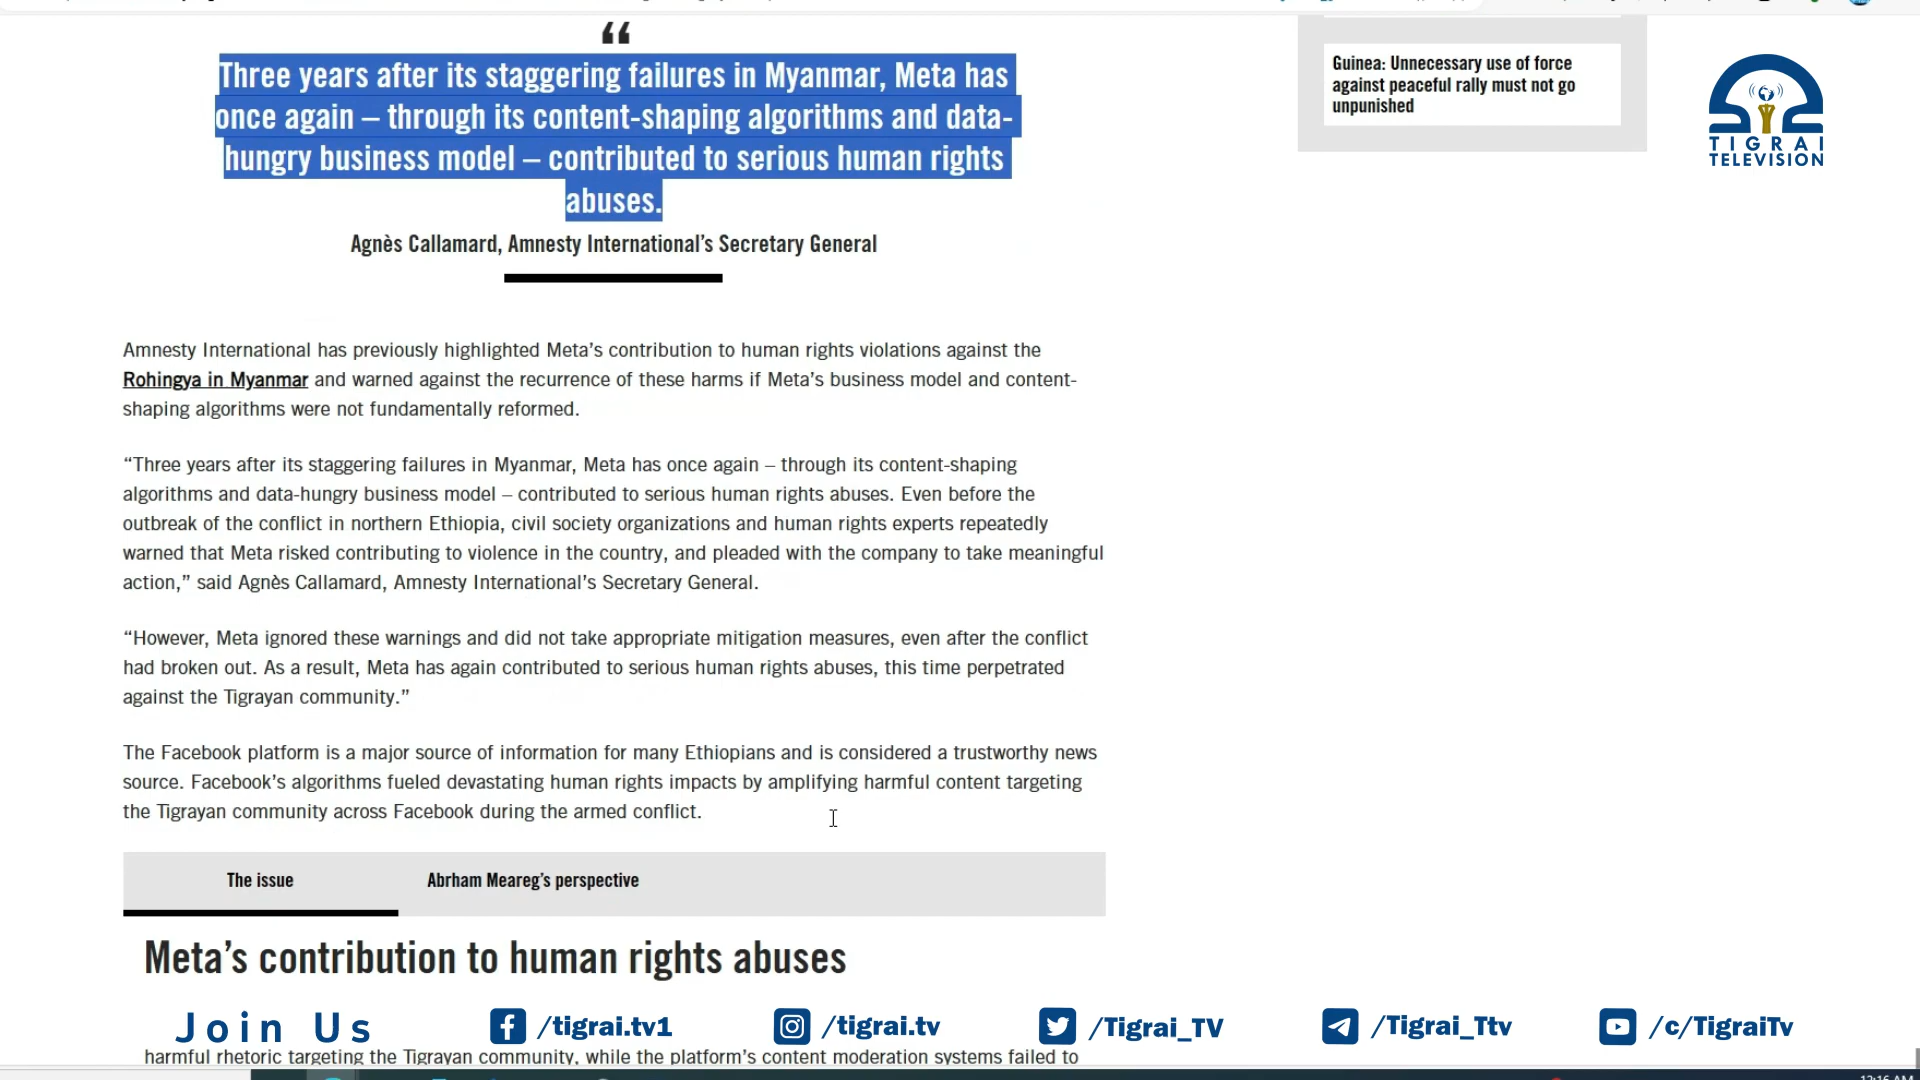 “
Three years after its staggering failures in Myanmar, Meta has
once again – through its content-shaping algorithms and data-
hungry business model – contributed to serious human rights
abuses.
Agnès Callamard, Amnesty International’s Secretary General
Guinea: Unnecessary use of force
against peaceful rally must not go
unpunished
TIGRAI
TELEVISION
Amnesty International has previously highlighted Meta’s contribution to human rights violations against the
Rohingya in Myanmar and warned against the recurrence of these harms if Meta’s business model and content-
shaping algorithms were not fundamentally reformed.
“Three years after its staggering failures in Myanmar, Meta has once again – through its content-shaping
algorithms and data-hungry business model – contributed to serious human rights abuses. Even before the
outbreak of the conflict in northern Ethiopia, civil society organizations and human rights experts repeatedly
warned that Meta risked contributing to violence in the country, and pleaded with the company to take meaningful
action,” said Agnès Callamard, Amnesty International’s Secretary General.
“However, Meta ignored these warnings and did not take appropriate mitigation measures, even after the conflict
had broken out. As a result, Meta has again contributed to serious human rights abuses, this time perpetrated
against the Tigrayan community.”
The Facebook platform is a major source of information for many Ethiopians and is considered a trustworthy news
source. Facebook’s algorithms fueled devastating human rights impacts by amplifying harmful content targeting
the Tigrayan community across Facebook during the armed conflict.
The issue
Abrham Meareg’s perspective
Meta’s contribution to human rights abuses
Join Us
/tigrai.tv1
/tigrai.tv
/Tigrai_TV
/Tigrai_Ttv
/c/TigraiTv
harmful rhetoric targeting the Tigrayan community, while the platform’s content moderation systems failed to